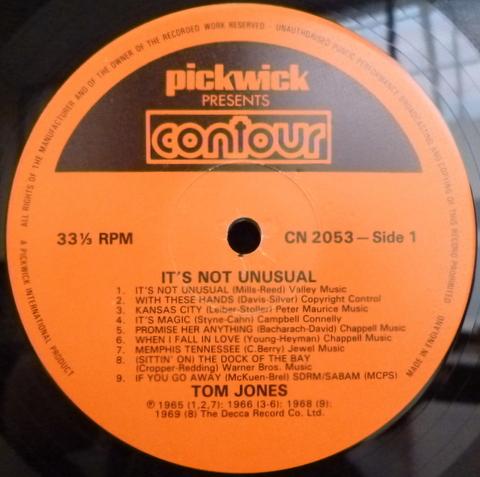 ALL RIGHTS OF THE MANUFACTURER AND OF THE OWNER OF THE RECORDED WORK RESERVED - UNAUTHORISED PUBLIC PERFORMANCE BROADCASTING AND COPYING OF THIS RECORD PROHIBITED
pickwick
PRESENTS
contour
33⅓ RPM
CN 2053 – Side 1
IT'S NOT UNUSUAL
1. IT'S NOT UNUSUAL (Mills-Reed) Valley Music
2. WITH THESE HANDS (Davis-Silver) Copyright Control
3. KANSAS CITY (Leiber-Stoller) Peter Maurice Music
4. IT'S MAGIC (Styne-Cahn) Campbell Connelly
5. PROMISE HER ANYTHING (Bacharach-David) Chappell Music
6. WHEN I FALL IN LOVE (Young-Heyman) Chappell Music
7. MEMPHIS TENNESSEE (C. Berry) Jewel Music
8. (SITTIN' ON) THE DOCK OF THE BAY
(Cropper-Redding) Warner Bros. Music
9. IF YOU GO AWAY (McKuen-Brel) SDRM/SABAM (MCPS)
TOM JONES
℗ 1965 (1,2,7): 1966 (3-6): 1968 (9):
1969 (8) The Decca Record Co. Ltd.
A PICKWICK INTERNATIONAL PRODUCT
MADE IN ENGLAND